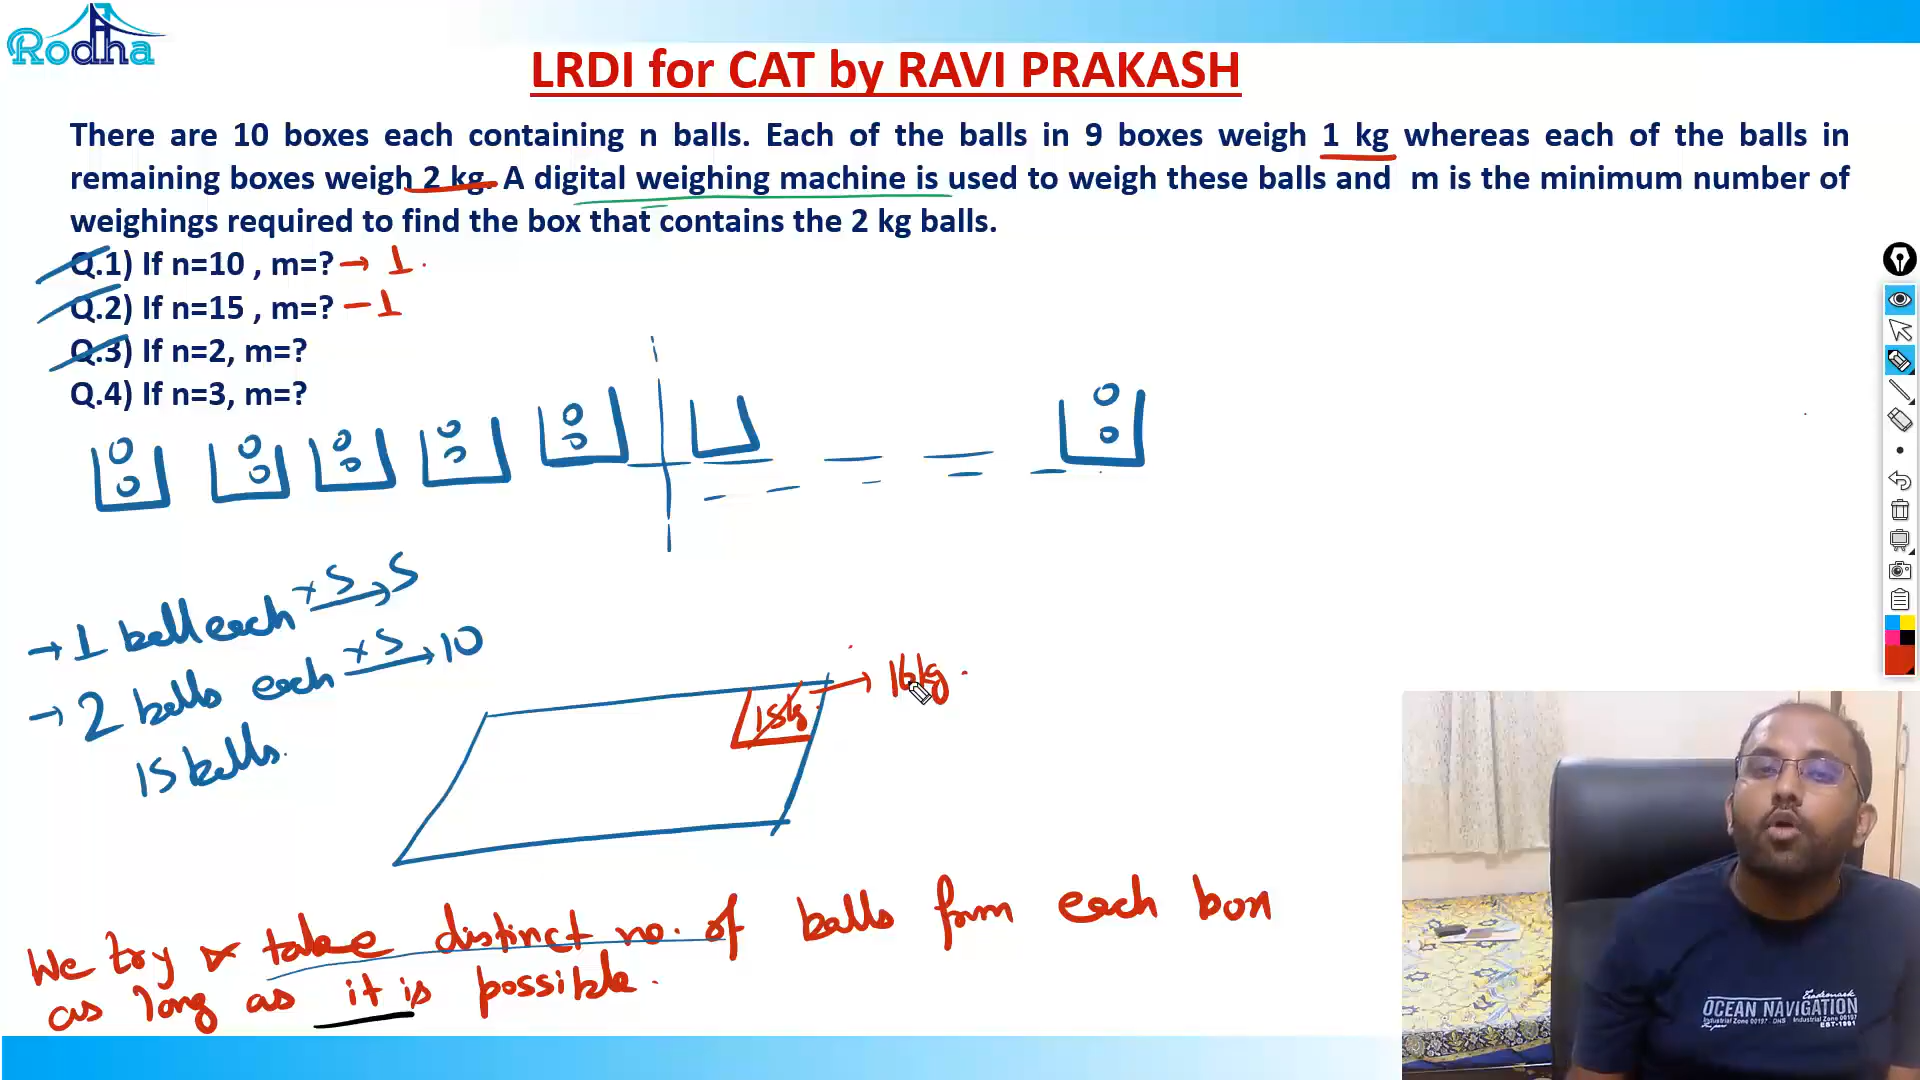 Rodha
LRDI for CAT by RAVI PRAKASH
There are 10 boxes each containing n balls. Each of the balls in 9 boxes weigh 1 kg whereas each of the balls in
remaining boxes weigh 2 kg. A digital weighing machine is used to weigh these balls and m is the minimum number of
weighings required to find the box that contains the 2 kg balls.
Q.1) If n=10 , m=? → 1.
Q.2) If n=15 , m=? - 1
Q.3) If n=2, m=?
Q.4) If n=3, m=?
→ 1 ball each ×5 → 5
→ 2 balls each ×5 → 10
15 balls.
15kg
→ 16kg.
We try to take distinct no. of balls from each box
as long as it is possible.
Trademark
OCEAN NAVIGATION
EST-1991